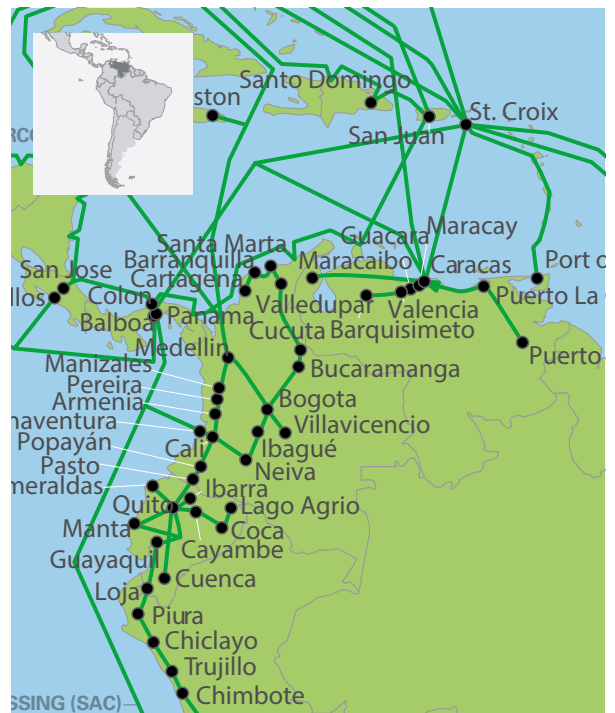 Santo Domingo
ston
St. Croix
RCO
San Juan
Maracay
Guacara
Santa Marta
Barranquilla
Maracaibo
Caracas
San Jose
Cartagena
Port o
llos
Colon
Valledupar
Valencia
Puerto La
Balboa
Panama
Cucuta
Barquisimeto
Medellin
Puerto
Manizales
Bucaramanga
Pereira
Armenia
Bogota
naventura
Villavicencio
Popayán
Cali
Ibagué
Pasto
Neiva
meraldas
Ibarra
Quito
Lago Agrio
Manta
Coca
Guayaquil
Cayambe
Cuenca
Loja
Piura
Chiclayo
Trujillo
SSING (SAC)
Chimbote